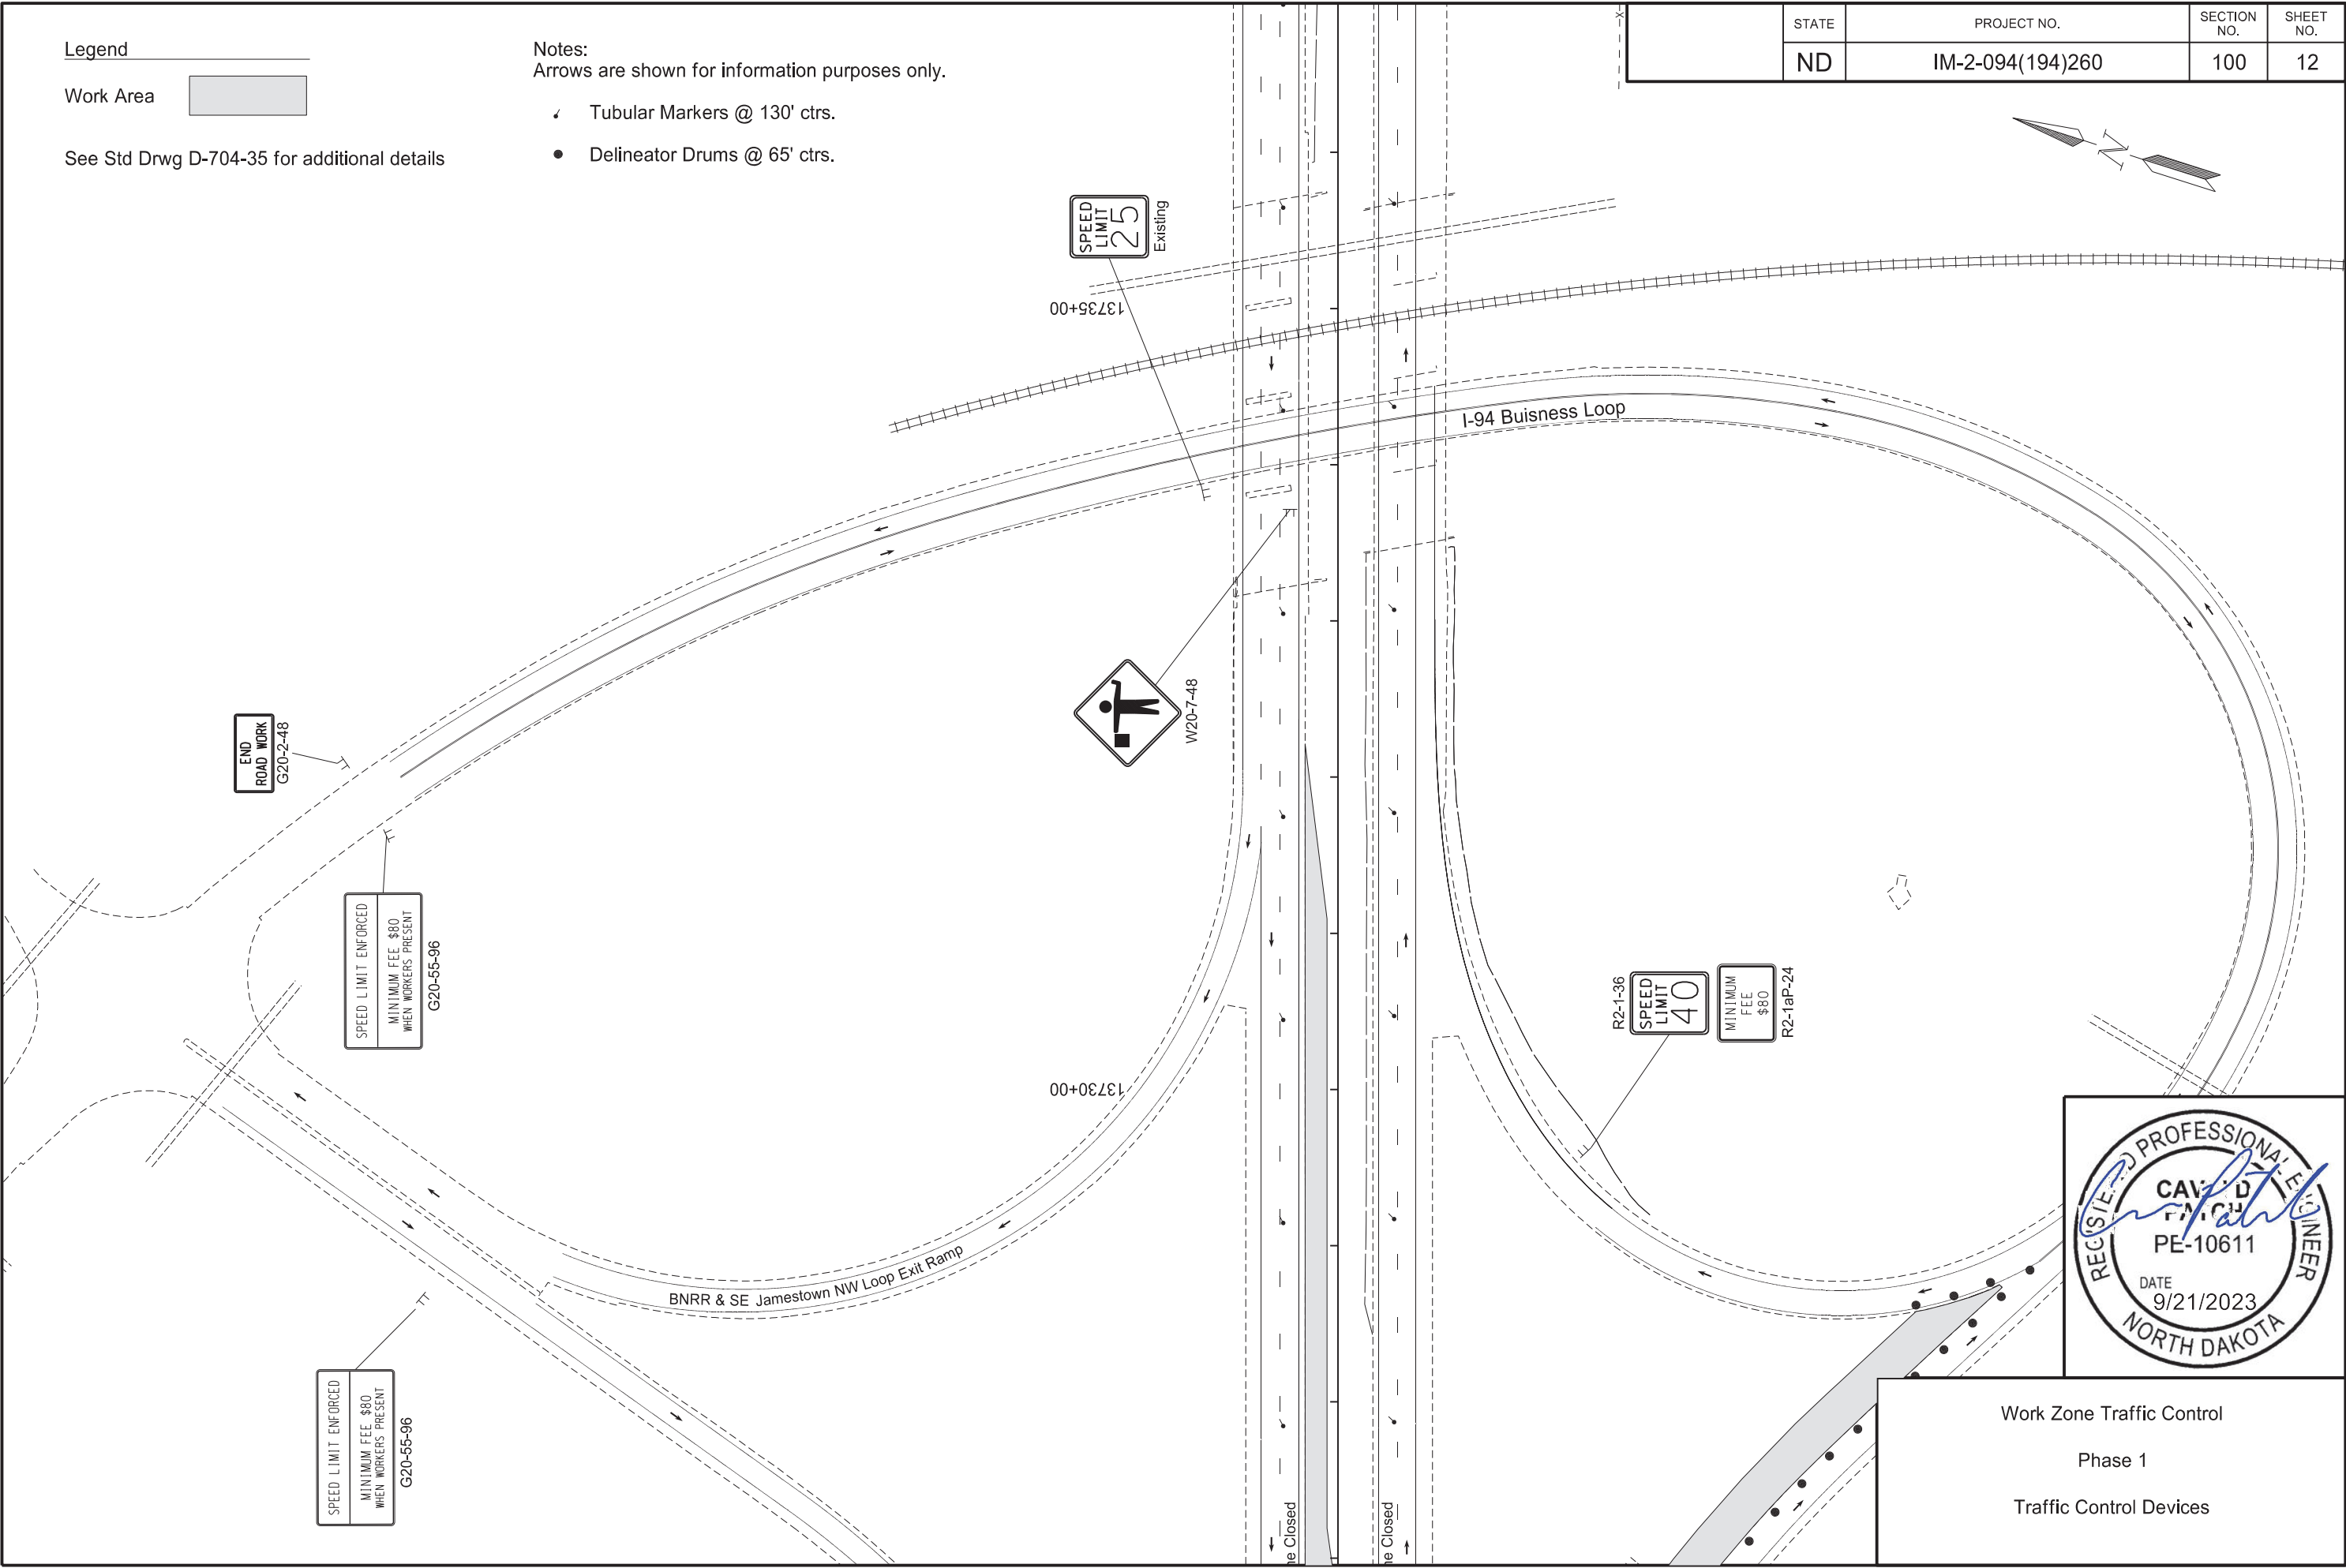 Legend
Work Area
See Std Drwg D-704-35 for additional details
Notes:
Arrows are shown for information purposes only.
Tubular Markers @ 130' ctrs.
Delineator Drums @ 65' ctrs.
STATE
PROJECT NO.
SECTION
NO.
SHEET
NO.
ND
IM-2-094(194)260
100
12
N
SPEED
LIMIT
25
Existing
13735+00
I-94 Buisness Loop
END
ROAD WORK
G20-2-48
W20-7-48
SPEED LIMIT ENFORCED
MINIMUM FEE $80
WHEN WORKERS PRESENT
G20-55-96
R2-1-36
SPEED
LIMIT
40
MINIMUM
FEE
$80
R2-1aP-24
13730+00
BNRR & SE Jamestown NW Loop Exit Ramp
SPEED LIMIT ENFORCED
MINIMUM FEE $80
WHEN WORKERS PRESENT
G20-55-96
ne Closed
ne Closed
PROFESSIONAL
PE-10611
DATE
9/21/2023
NORTH DAKOTA
Work Zone Traffic Control
Phase 1
Traffic Control Devices